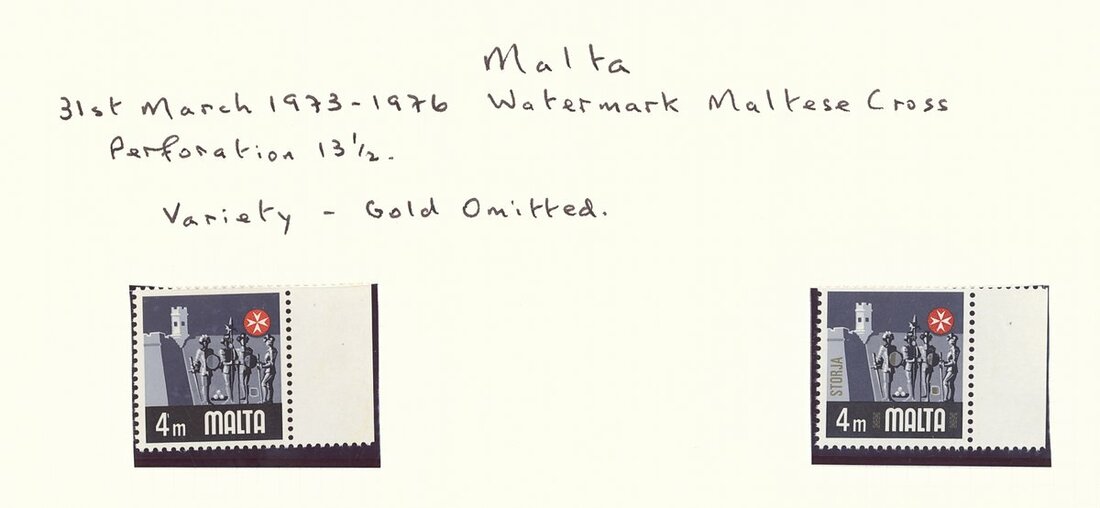 Malta
31st March 1973-1976 Watermark Maltese Cross
Perforation 13½.
Variety - Gold Omitted.
4m MALTA
STORJA
4m MALTA